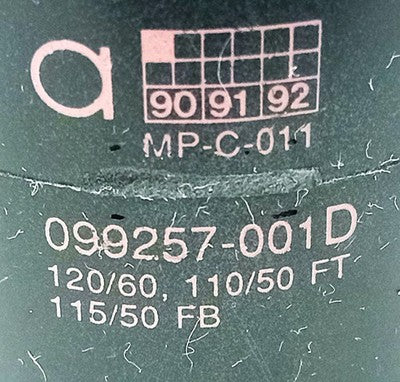 a
90 91 92
MP-C-011
099257-001D
120/60, 110/50 FT
115/50 FB